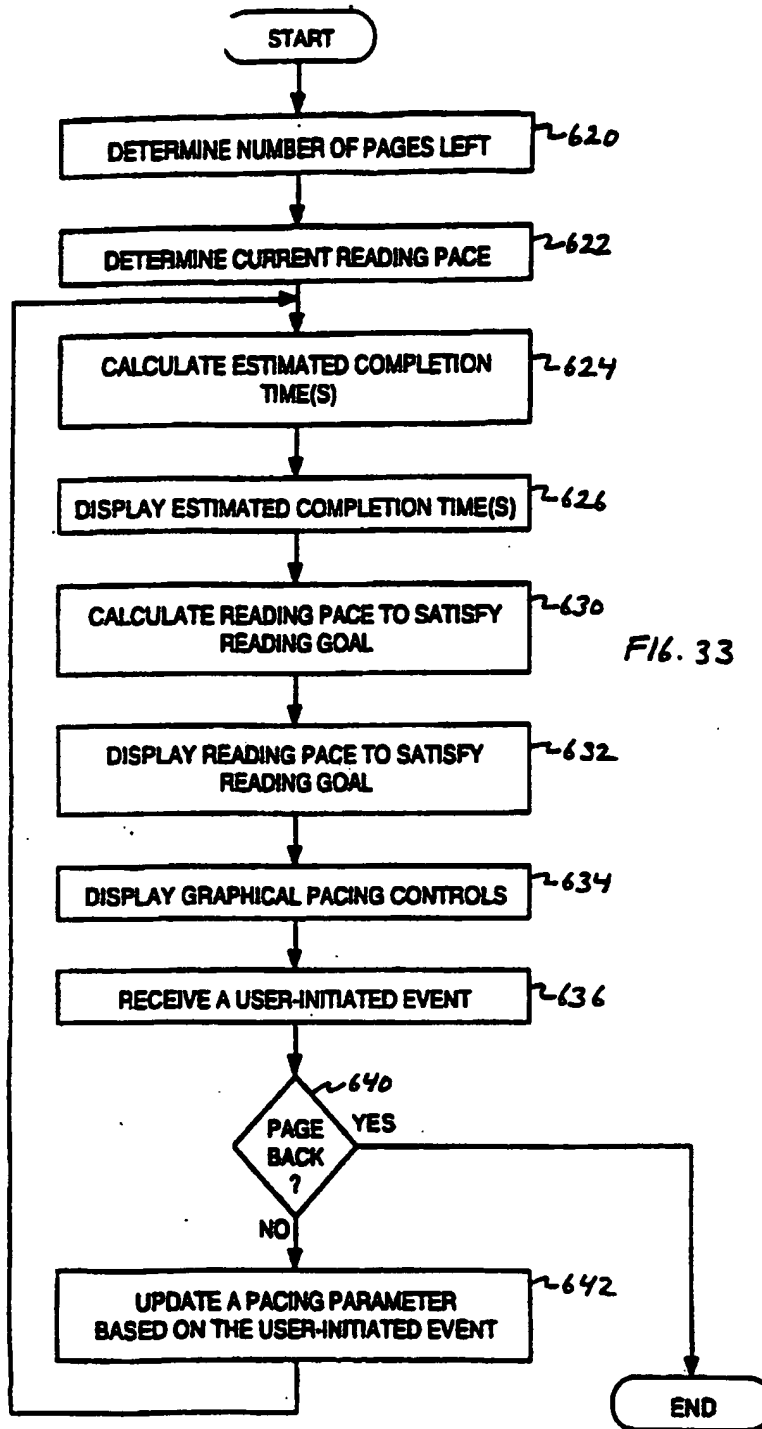 START
DETERMINE NUMBER OF PAGES LEFT
620
DETERMINE CURRENT READING PACE
622
CALCULATE ESTIMATED COMPLETION
TIME(S)
624
DISPLAY ESTIMATED COMPLETION TIME(S)
626
CALCULATE READING PACE TO SATISFY
READING GOAL
630
FIG. 33
DISPLAY READING PACE TO SATISFY
READING GOAL
632
DISPLAY GRAPHICAL PACING CONTROLS
634
RECEIVE A USER-INITIATED EVENT
636
640
PAGE
BACK
?
YES
NO
UPDATE A PACING PARAMETER
BASED ON THE USER-INITIATED EVENT
642
END